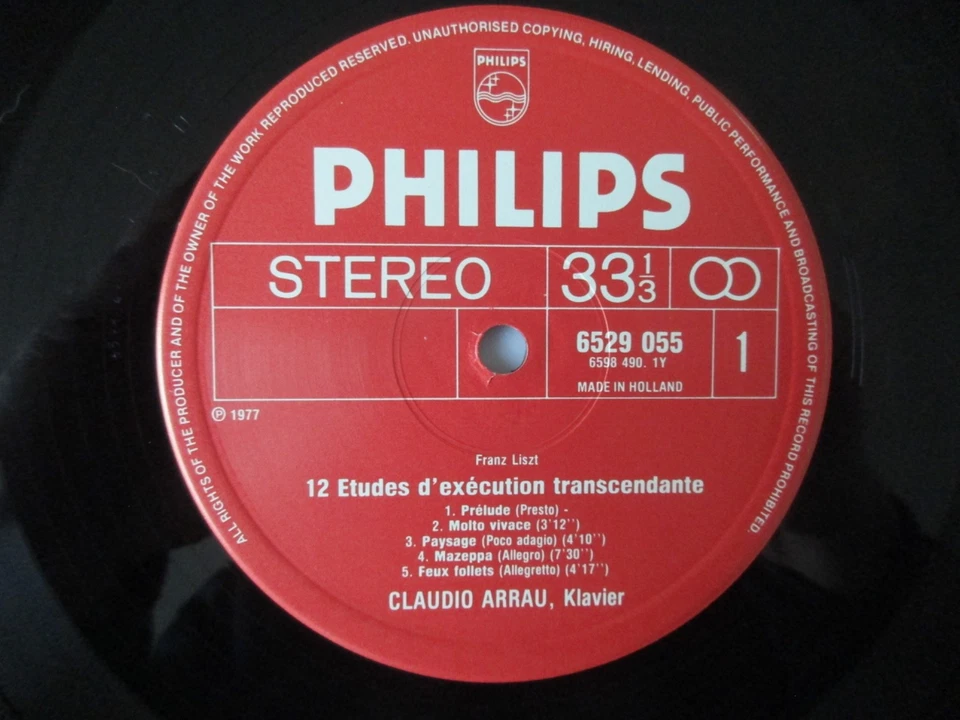 ALL RIGHTS OF THE PRODUCER AND OF THE OWNER OF THE WORK REPRODUCED RESERVED. UNAUTHORISED COPYING, HIRING, LENDING, PUBLIC PERFORMANCE AND BROADCASTING OF THIS RECORD PROHIBITED.
PHILIPS
PHILIPS
STEREO 33 1/3
6529 055
6598 490. 1Y
1
MADE IN HOLLAND
℗ 1977
Franz Liszt
12 Etudes d'exécution transcendante
1. Prélude (Presto) -
2. Molto vivace (3'12'')
3. Paysage (Poco adagio) (4'10'')
4. Mazeppa (Allegro) (7'30'')
5. Feux follets (Allegretto) (4'17'')
CLAUDIO ARRAU, Klavier